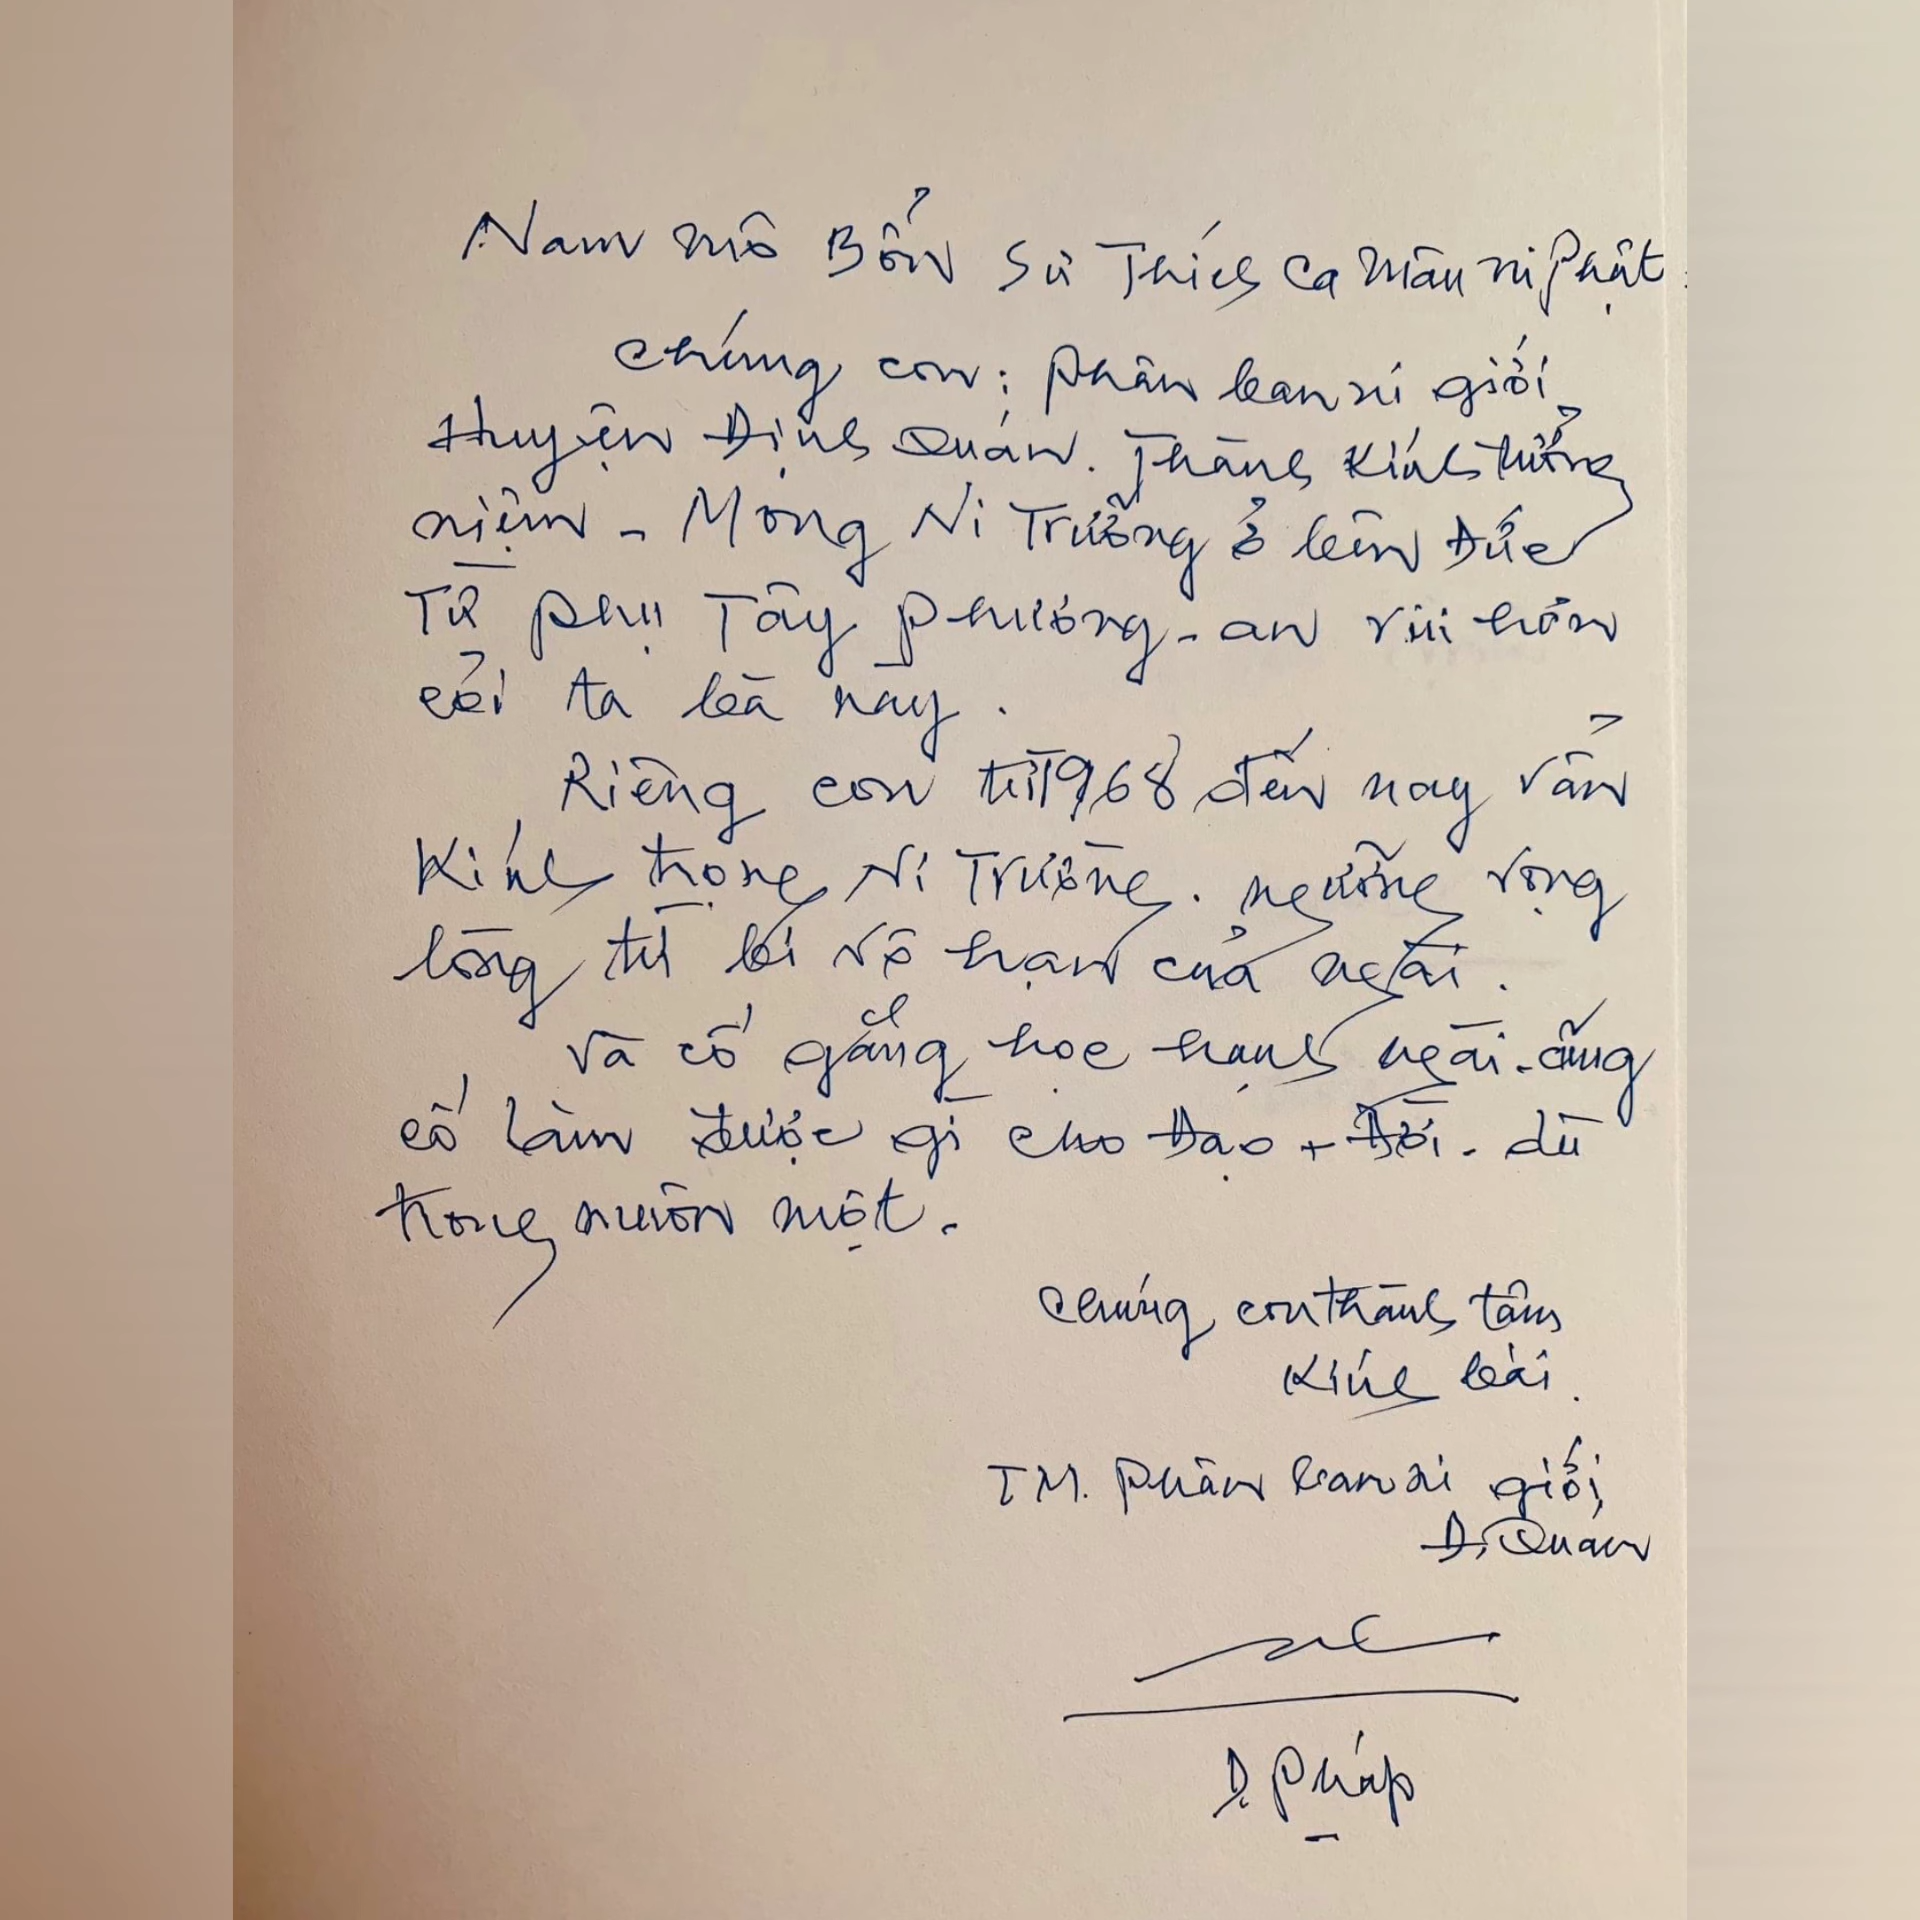 Nam mô Bổn Sư Thích Ca Mâu Ni Phật.
Chúng con: Phân ban ni giới
Huyện Định Quán. Thành Kính tưởng
niệm - Mong Ni Trưởng ở bên Đức
Từ phụ Tây Phương - an vui hơn
cõi ta bà này.
Riêng con từ 1968 đến nay vẫn
Kính trọng Ni Trưởng. ngưỡng vọng
lòng từ bi vô hạn của ngài.
Và cố gắng học hạnh ngài - cũng
cố làm được gì cho Đạo + Đời - dù
trong muôn một.
Chúng con thành tâm
Kính bái.
TM. Phân ban ni giới
Đ. Quán
D. Pháp